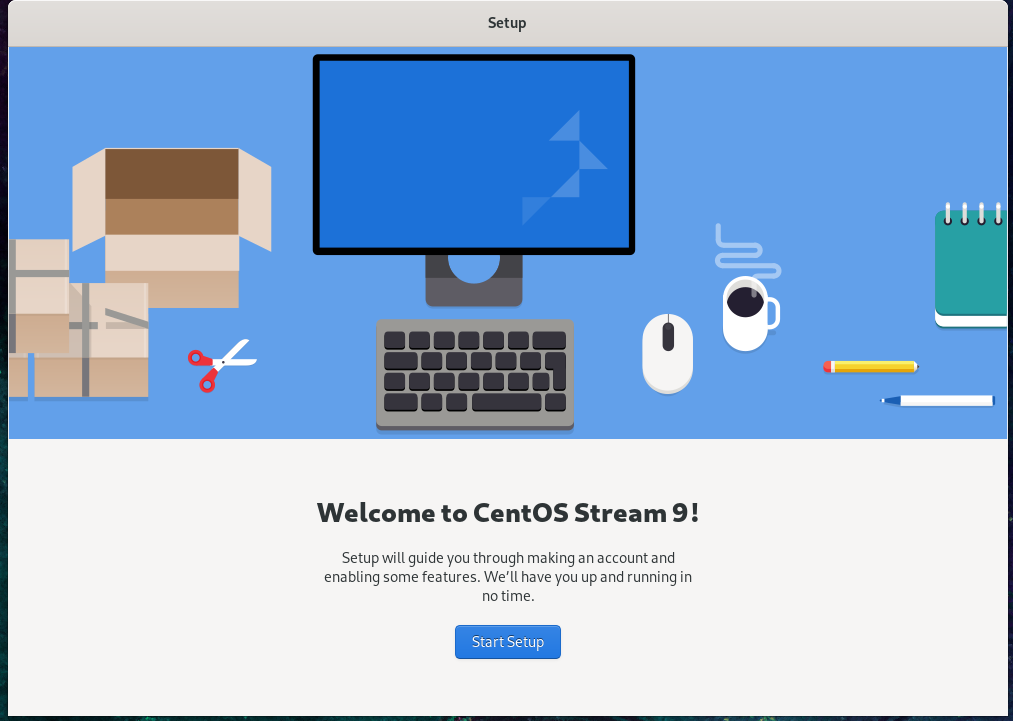 Setup
Welcome to CentOS Stream 9!
Setup will guide you through making an account and
enabling some features. We’ll have you up and running in
no time.
Start Setup